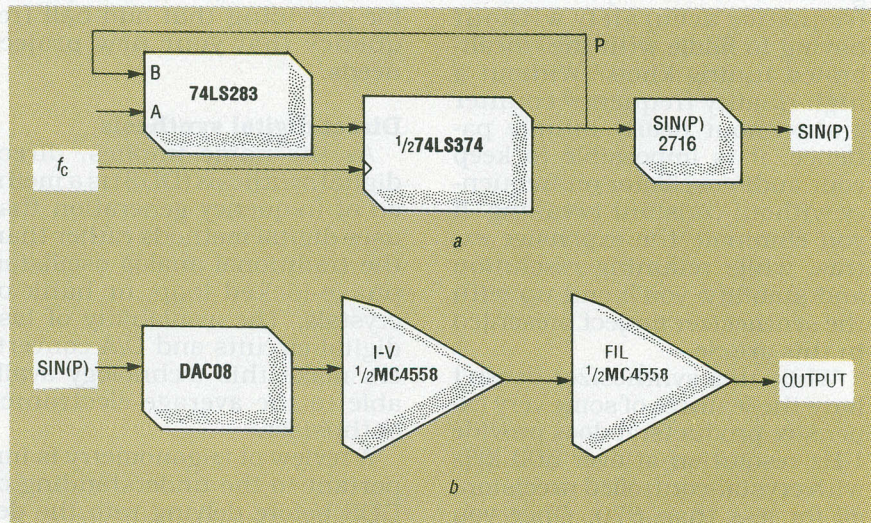 P
B
74LS283
A
½74LS374
SIN(P)
2716
SIN(P)
fC
a
SIN(P)
DAC08
I-V
½MC4558
FIL
½MC4558
OUTPUT
b